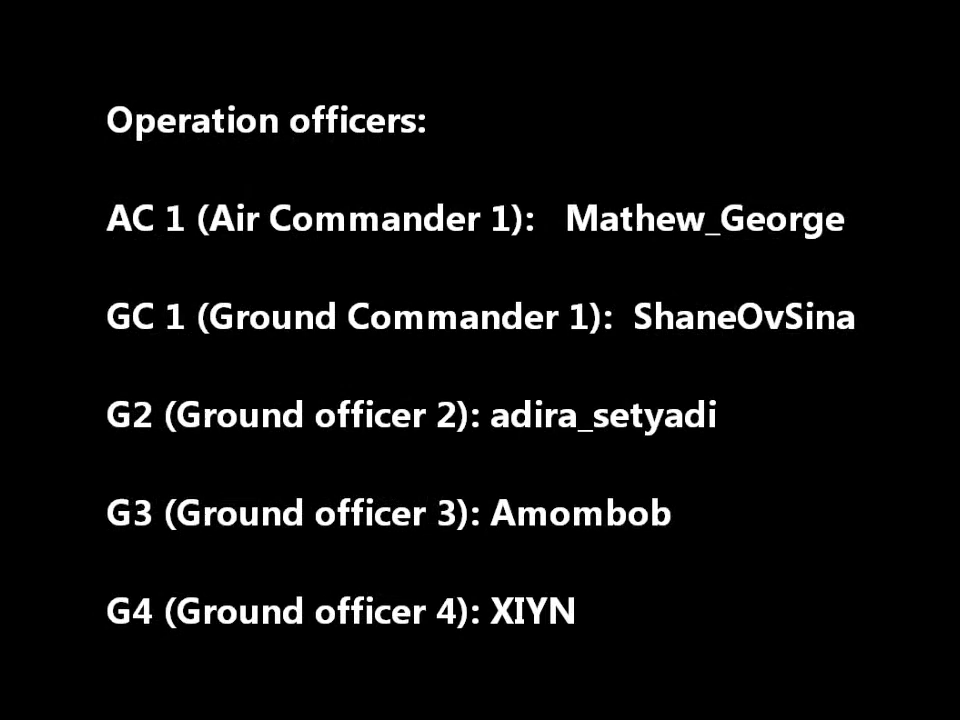 Operation officers:
AC 1 (Air Commander 1):   Mathew_George
GC 1 (Ground Commander 1):  ShaneOvSina
G2 (Ground officer 2): adira_setyadi
G3 (Ground officer 3): Amombob
G4 (Ground officer 4): XIYN